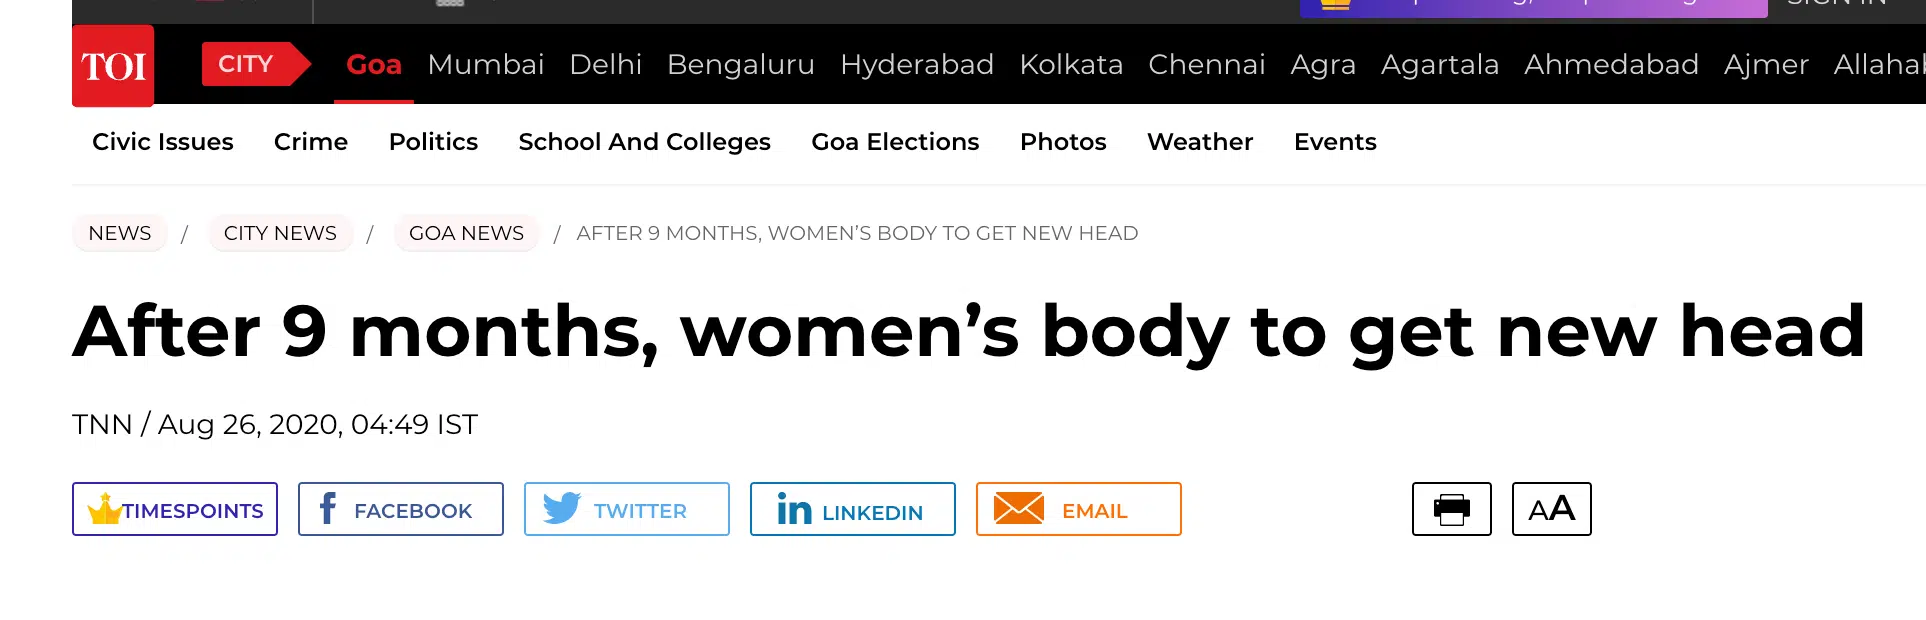 TOI
CITY Goa Mumbai Delhi Bengaluru Hyderabad Kolkata Chennai Agra Agartala Ahmedabad Ajmer
Civic Issues Crime Politics School And Colleges Goa Elections Photos Weather Events
NEWS / CITY NEWS / GOA NEWS / AFTER 9 MONTHS, WOMEN’S BODY TO GET NEW HEAD
After 9 months, women’s body to get new head
TNN / Aug 26, 2020, 04:49 IST
TIMESPOINTS f FACEBOOK TWITTER in LINKEDIN EMAIL AA